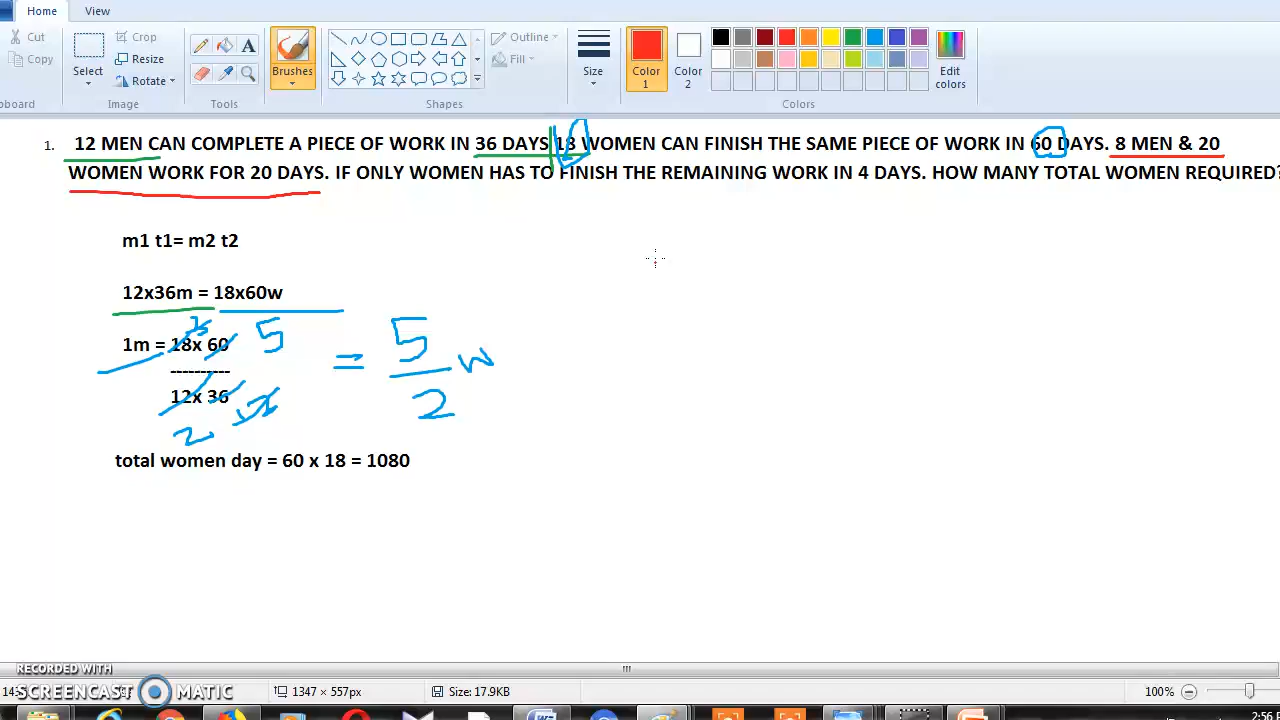 Home View
Cut Crop Outline
Copy Select Resize Brushes Fill Size Color 1 Color 2 Edit colors
Rotate
Image Tools Shapes Colors
1. 12 MEN CAN COMPLETE A PIECE OF WORK IN 36 DAYS 18 WOMEN CAN FINISH THE SAME PIECE OF WORK IN 60 DAYS. 8 MEN & 20
WOMEN WORK FOR 20 DAYS. IF ONLY WOMEN HAS TO FINISH THE REMAINING WORK IN 4 DAYS. HOW MANY TOTAL WOMEN REQUIRED?
m1 t1= m2 t2
12x36m = 18x60w
3 5
1m = 18x 60 = 5 w
----------
12x 36 2
2 12
total women day = 60 x 18 = 1080
RECORDED WITH
SCREENCAST MATIC 1347 × 557px Size: 17.9KB 100%